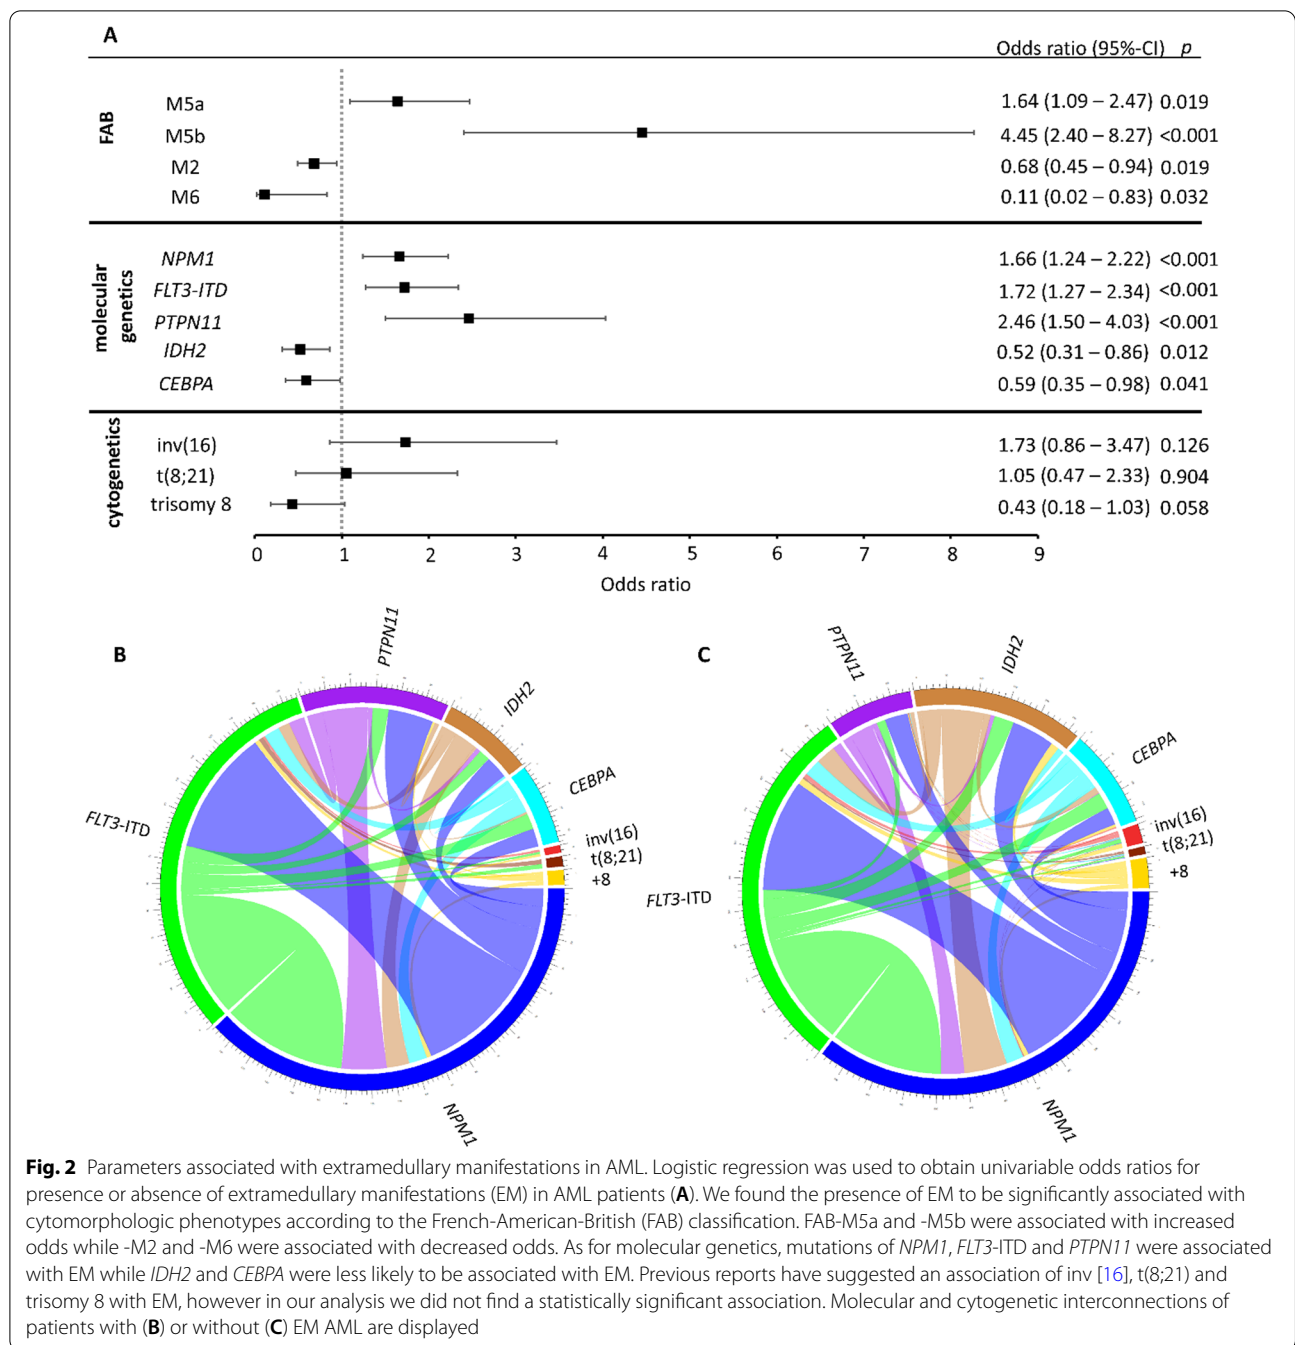 A
Odds ratio (95%-CI) p
FAB
M5a 1.64 (1.09 – 2.47) 0.019
M5b 4.45 (2.40 – 8.27) <0.001
M2 0.68 (0.45 – 0.94) 0.019
M6 0.11 (0.02 – 0.83) 0.032
molecular
genetics
NPM1 1.66 (1.24 – 2.22) <0.001
FLT3-ITD 1.72 (1.27 – 2.34) <0.001
PTPN11 2.46 (1.50 – 4.03) <0.001
IDH2 0.52 (0.31 – 0.86) 0.012
CEBPA 0.59 (0.35 – 0.98) 0.041
cytogenetics
inv(16) 1.73 (0.86 – 3.47) 0.126
t(8;21) 1.05 (0.47 – 2.33) 0.904
trisomy 8 0.43 (0.18 – 1.03) 0.058
0 1 2 3 4 5 6 7 8 9
Odds ratio
B
PTPN11
IDH2
CEBPA
inv(16)
t(8;21)
+8
FLT3-ITD
NPM1
C
PTPN11
IDH2
CEBPA
inv(16)
t(8;21)
+8
FLT3-ITD
NPM1
Fig. 2 Parameters associated with extramedullary manifestations in AML. Logistic regression was used to obtain univariable odds ratios for
presence or absence of extramedullary manifestations (EM) in AML patients (A). We found the presence of EM to be significantly associated with
cytomorphologic phenotypes according to the French-American-British (FAB) classification. FAB-M5a and -M5b were associated with increased
odds while -M2 and -M6 were associated with decreased odds. As for molecular genetics, mutations of NPM1, FLT3-ITD and PTPN11 were associated
with EM while IDH2 and CEBPA were less likely to be associated with EM. Previous reports have suggested an association of inv [16], t(8;21) and
trisomy 8 with EM, however in our analysis we did not find a statistically significant association. Molecular and cytogenetic interconnections of
patients with (B) or without (C) EM AML are displayed